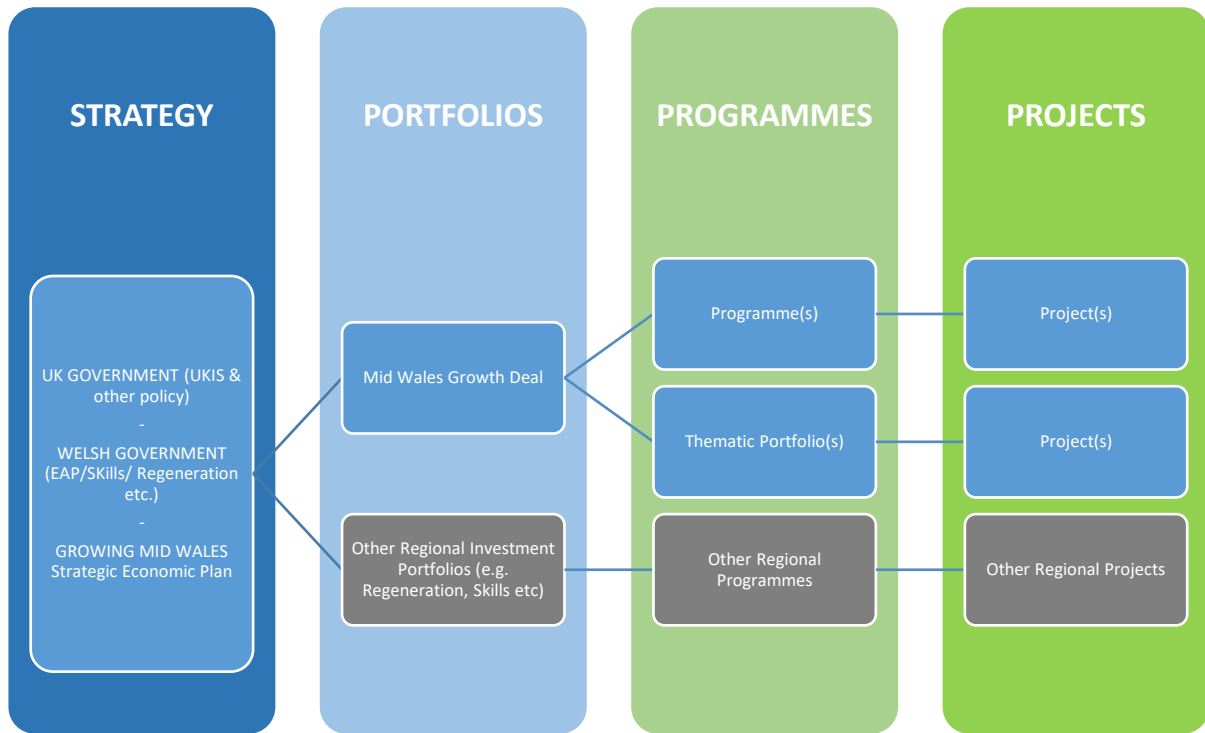 STRATEGY
UK GOVERNMENT (UKIS &
other policy)
-
WELSH GOVERNMENT
(EAP/SKills/ Regeneration
etc.)
-
GROWING MID WALES
Strategic Economic Plan
PORTFOLIOS
Mid Wales Growth Deal
Other Regional Investment
Portfolios (e.g.
Regeneration, Skills etc)
PROGRAMMES
Programme(s)
Thematic Portfolio(s)
Other Regional
Programmes
PROJECTS
Project(s)
Project(s)
Other Regional Projects